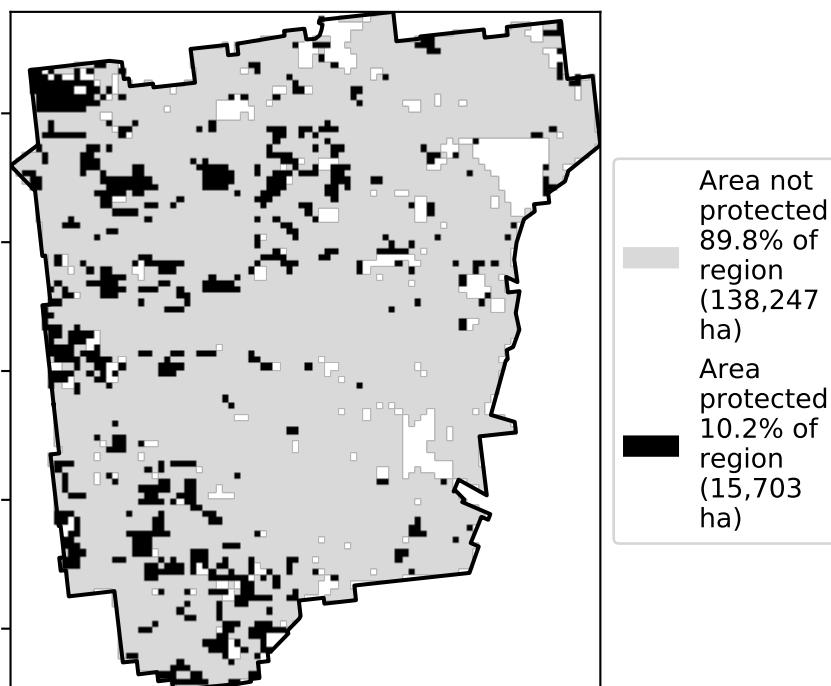 Area not
protected
89.8% of
region
(138,247
ha)
Area
protected
10.2% of
region
(15,703
ha)